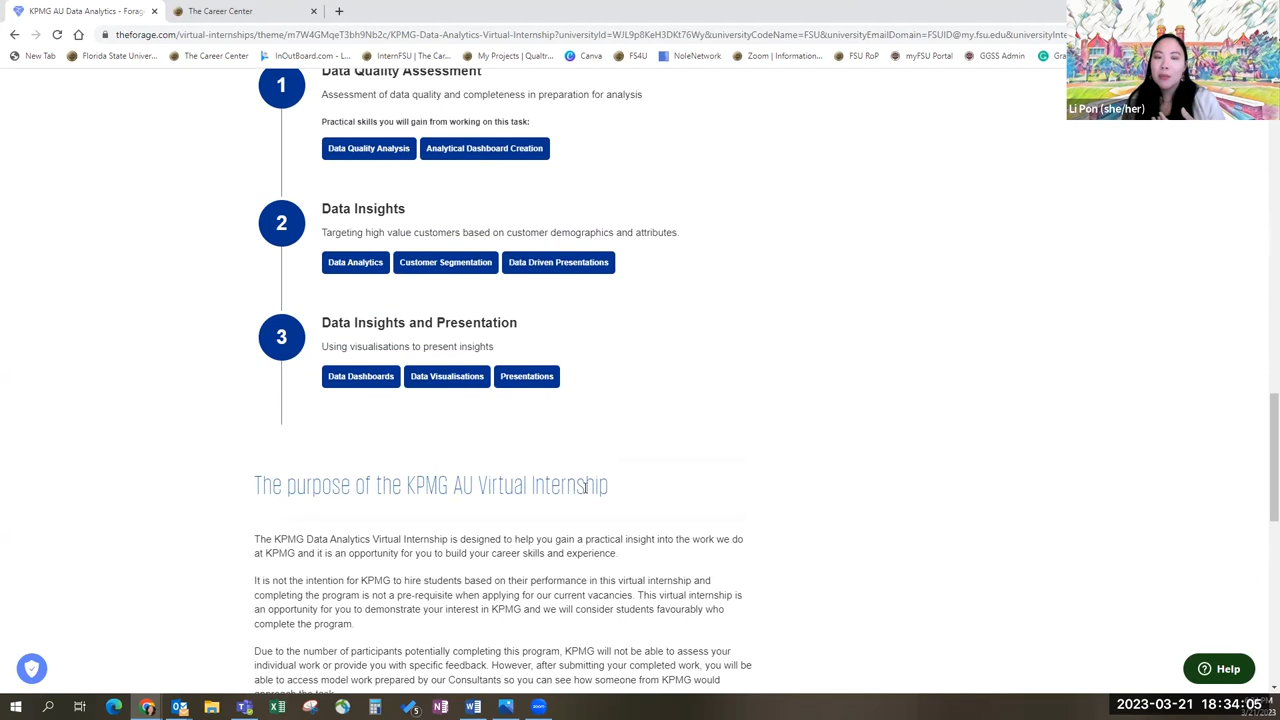 KPMG AU Data Analytics - Forage
The Career Center
theforage.com/virtual-internships/theme/m7W4GMqeT3bh9Nb2c/KPMG-Data-Analytics-Virtual-Internship?universityId=WJL9p8KeH3DKt76Wy&universityCodeName=FSU&universityEmailDomain=FSUID@my.fsu.edu&universityInte
New Tab
Florida State Univer...
The Career Center
InOutBoard.com - L...
InternFSU | The Car...
My Projects | Qualtr...
Canva
FS4U
NoleNetwork
Zoom | Information...
FSU RoP
myFSU Portal
GGSS Admin
Li Pon (she/her)
1
Data Quality Assessment
Assessment of data quality and completeness in preparation for analysis
Practical skills you will gain from working on this task:
Data Quality Analysis
Analytical Dashboard Creation
2
Data Insights
Targeting high value customers based on customer demographics and attributes.
Data Analytics
Customer Segmentation
Data Driven Presentations
3
Data Insights and Presentation
Using visualisations to present insights
Data Dashboards
Data Visualisations
Presentations
The purpose of the KPMG AU Virtual Internship
The KPMG Data Analytics Virtual Internship is designed to help you gain a practical insight into the work we do
at KPMG and it is an opportunity for you to build your career skills and experience.
It is not the intention for KPMG to hire students based on their performance in this virtual internship and
completing the program is not a pre-requisite when applying for our current vacancies. This virtual internship is
an opportunity for you to demonstrate your interest in KPMG and we will consider students favourably who
complete the program.
Due to the number of participants potentially completing this program, KPMG will not be able to assess your
individual work or provide you with specific feedback. However, after submitting your completed work, you will be
able to access model work prepared by our Consultants so you can see how someone from KPMG would
approach the task.
Help
2023-03-21 18:34:05